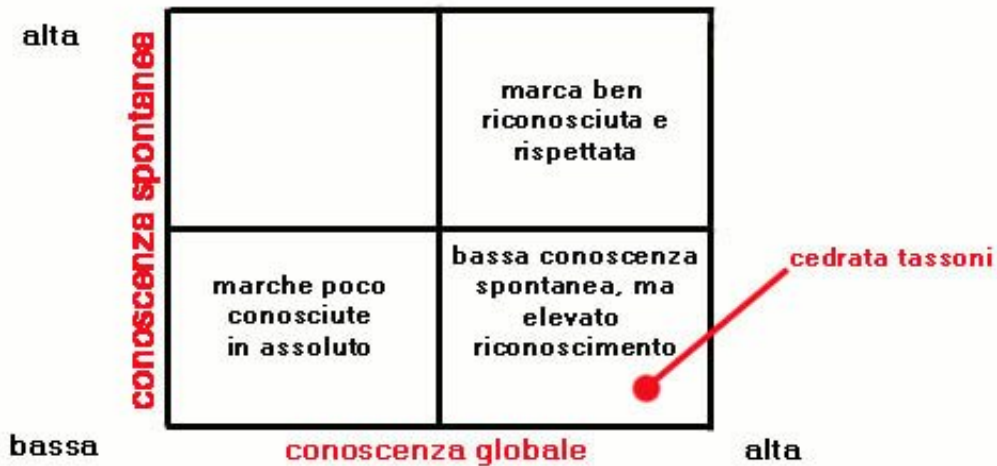 alta
conoscenza spontanea
marca ben
riconosciuta e
rispettata
marche poco
conosciute
in assoluto
bassa conoscenza
spontanea, ma
elevato
riconoscimento
cedrata tassoni
bassa
conoscenza globale
alta